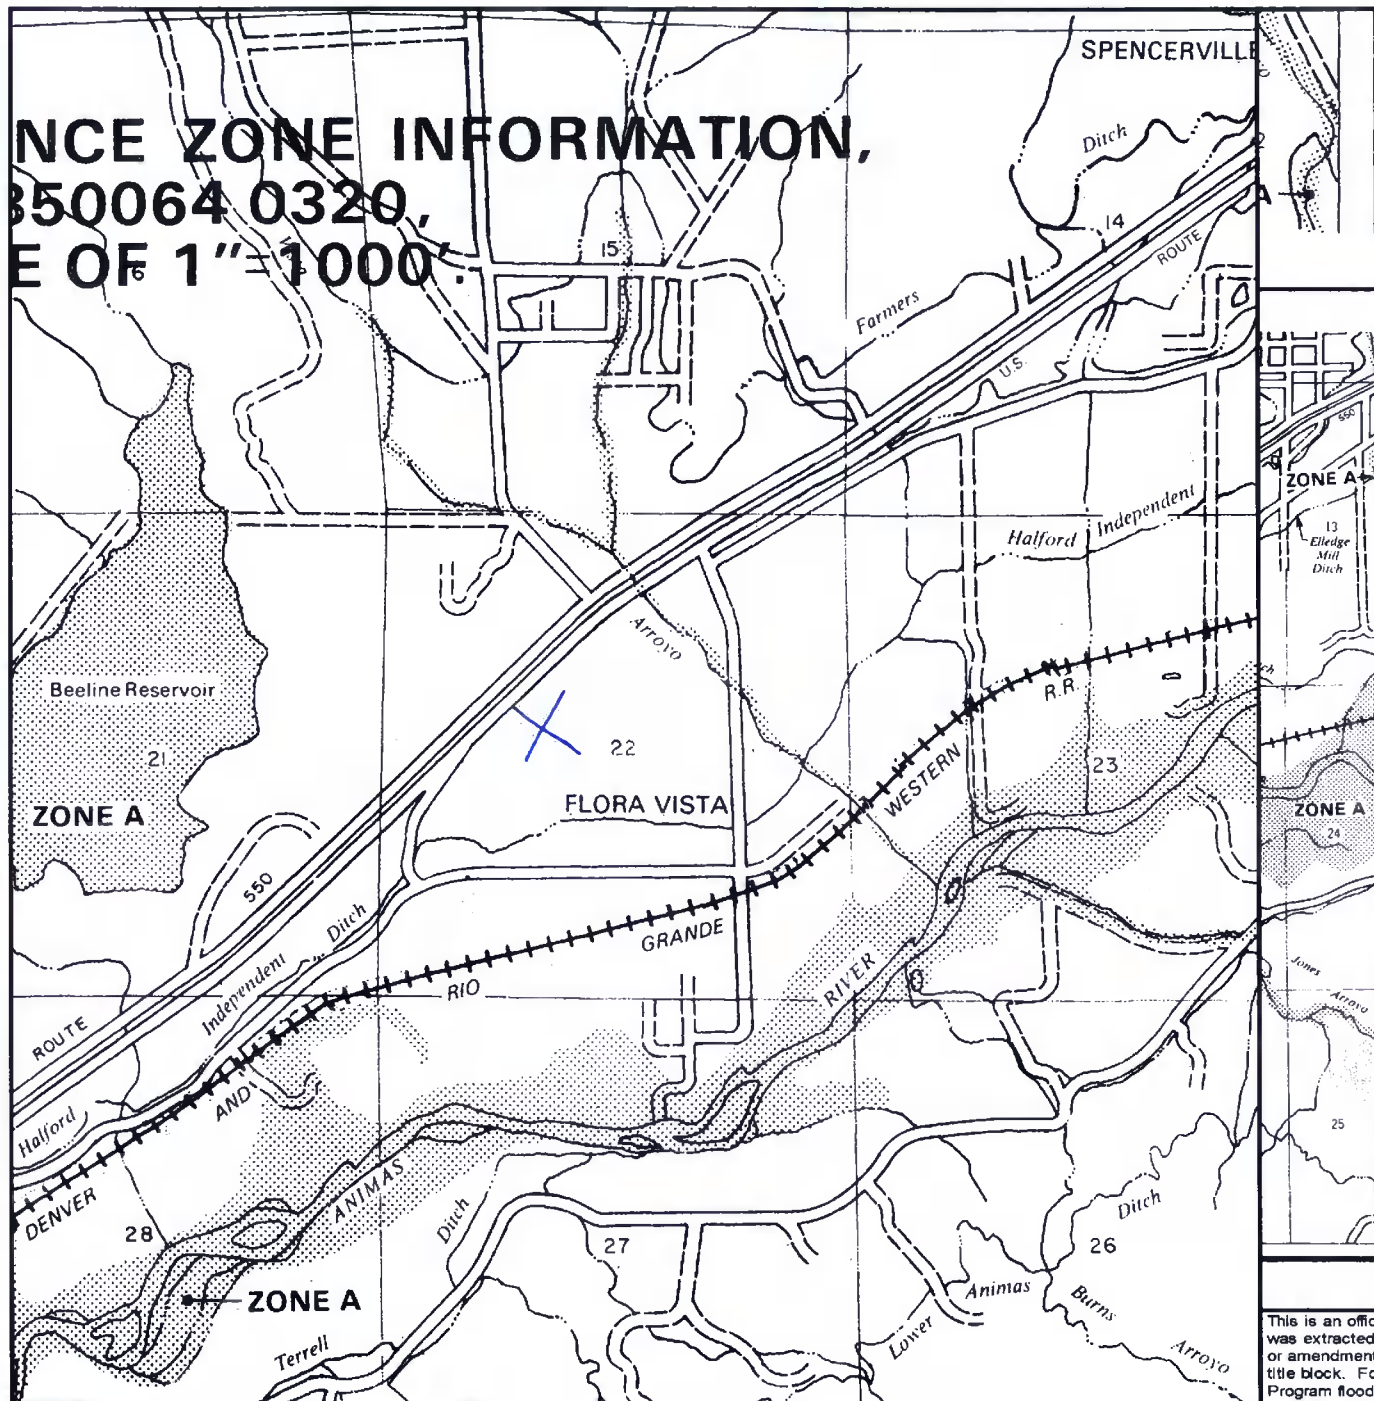 SPENCERVILLE
Ditch
NCE ZONE INFORMATION,
350064 0320,
E OF 1" = 1000'.
16
15
14
ROUTE
U.S.
Farmers
A
550
ZONE A
13
Elledge
Mill
Ditch
Halford Independent
Arroyo
R.R.
Beeline Reservoir
21
22
23
ZONE A
FLORA VISTA
WESTERN
ZONE A
24
550
Independent Ditch
GRANDE
RIVER
RIO
ROUTE
Jones
Arroyo
AND
Halford
25
DENVER
ANIMAS
Ditch
Ditch
28
27
26
ZONE A
Lower Animas
Burns
Arroyo
Terrell
This is an offic
was extracted
or amendment
title block. Fo
Program flood